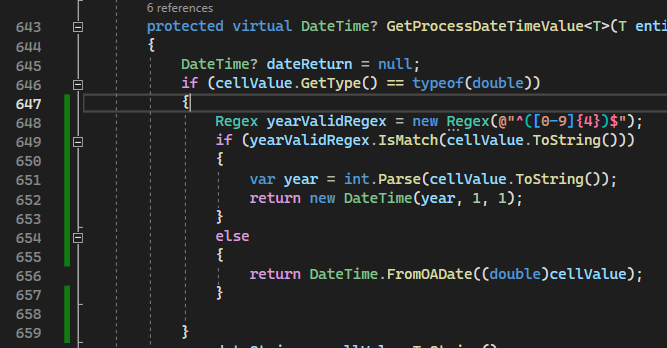 6 references
643 protected virtual DateTime? GetProcessDateTimeValue<T>(T enti
644 {
645 DateTime? dateReturn = null;
646 if (cellValue.GetType() == typeof(double))
647 {
648 Regex yearValidRegex = new Regex(@"^([0-9]{4})$");
649 if (yearValidRegex.IsMatch(cellValue.ToString()))
650 {
651 var year = int.Parse(cellValue.ToString());
652 return new DateTime(year, 1, 1);
653 }
654 else
655 {
656 return DateTime.FromOADate((double)cellValue);
657 }
658
659 }